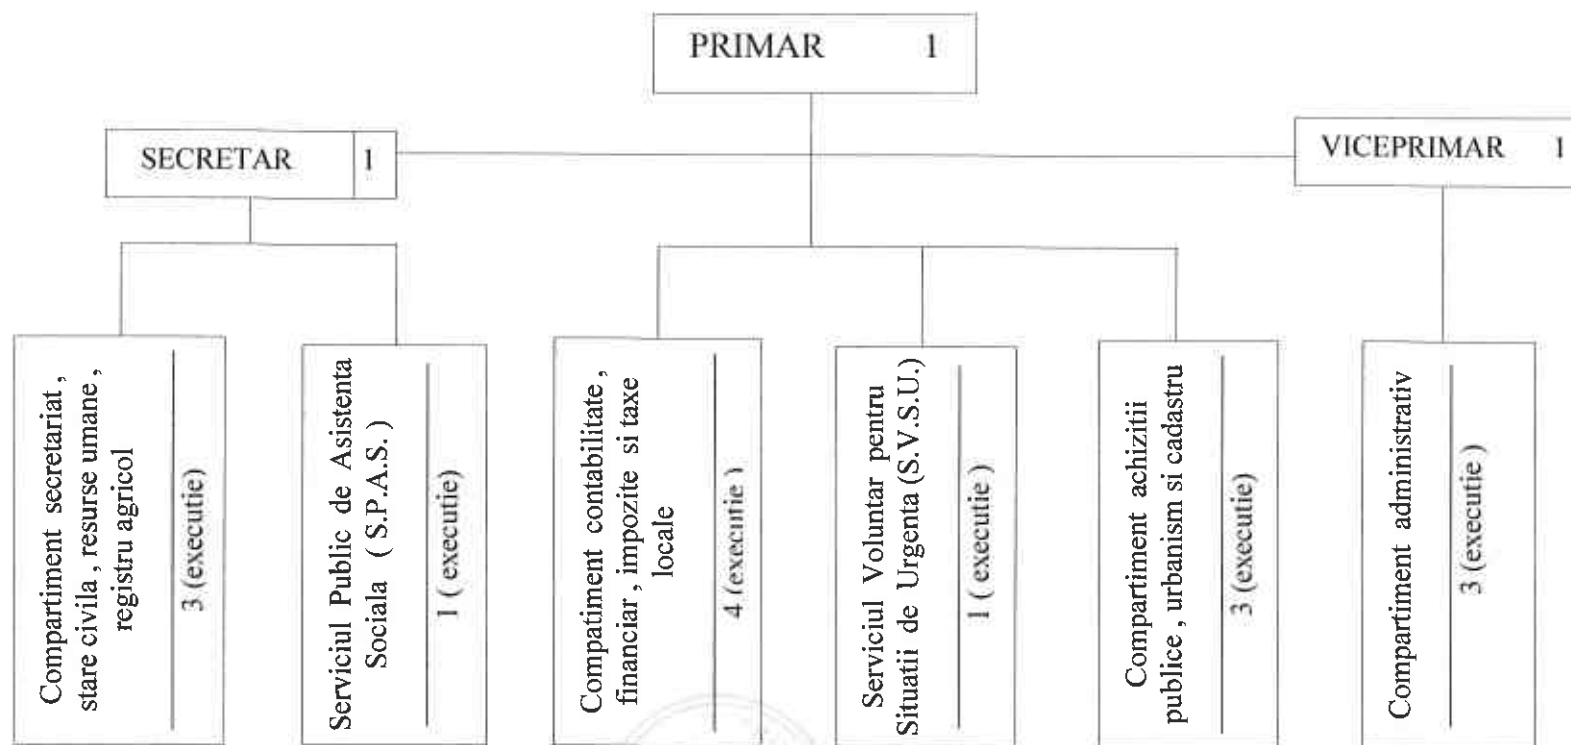 PRIMAR 1
SECRETAR 1
VICEPRIMAR 1
Compartiment secretariat ,
stare civila , resurse umane ,
registru agricol
3 (executie)
Serviciul Public de Asistenta
Sociala ( S.P.A.S. )
1 ( executie)
Compatiment contabilitate ,
financiar , impozite si taxe
locale
4 (executie )
Serviciul Voluntar pentru
Situatii de Urgenta (S.V.S.U.)
1 ( executie )
Compartiment achizitii
publice , urbanism si cadastru
3 (executie)
Compartiment administrativ
3 (executie )